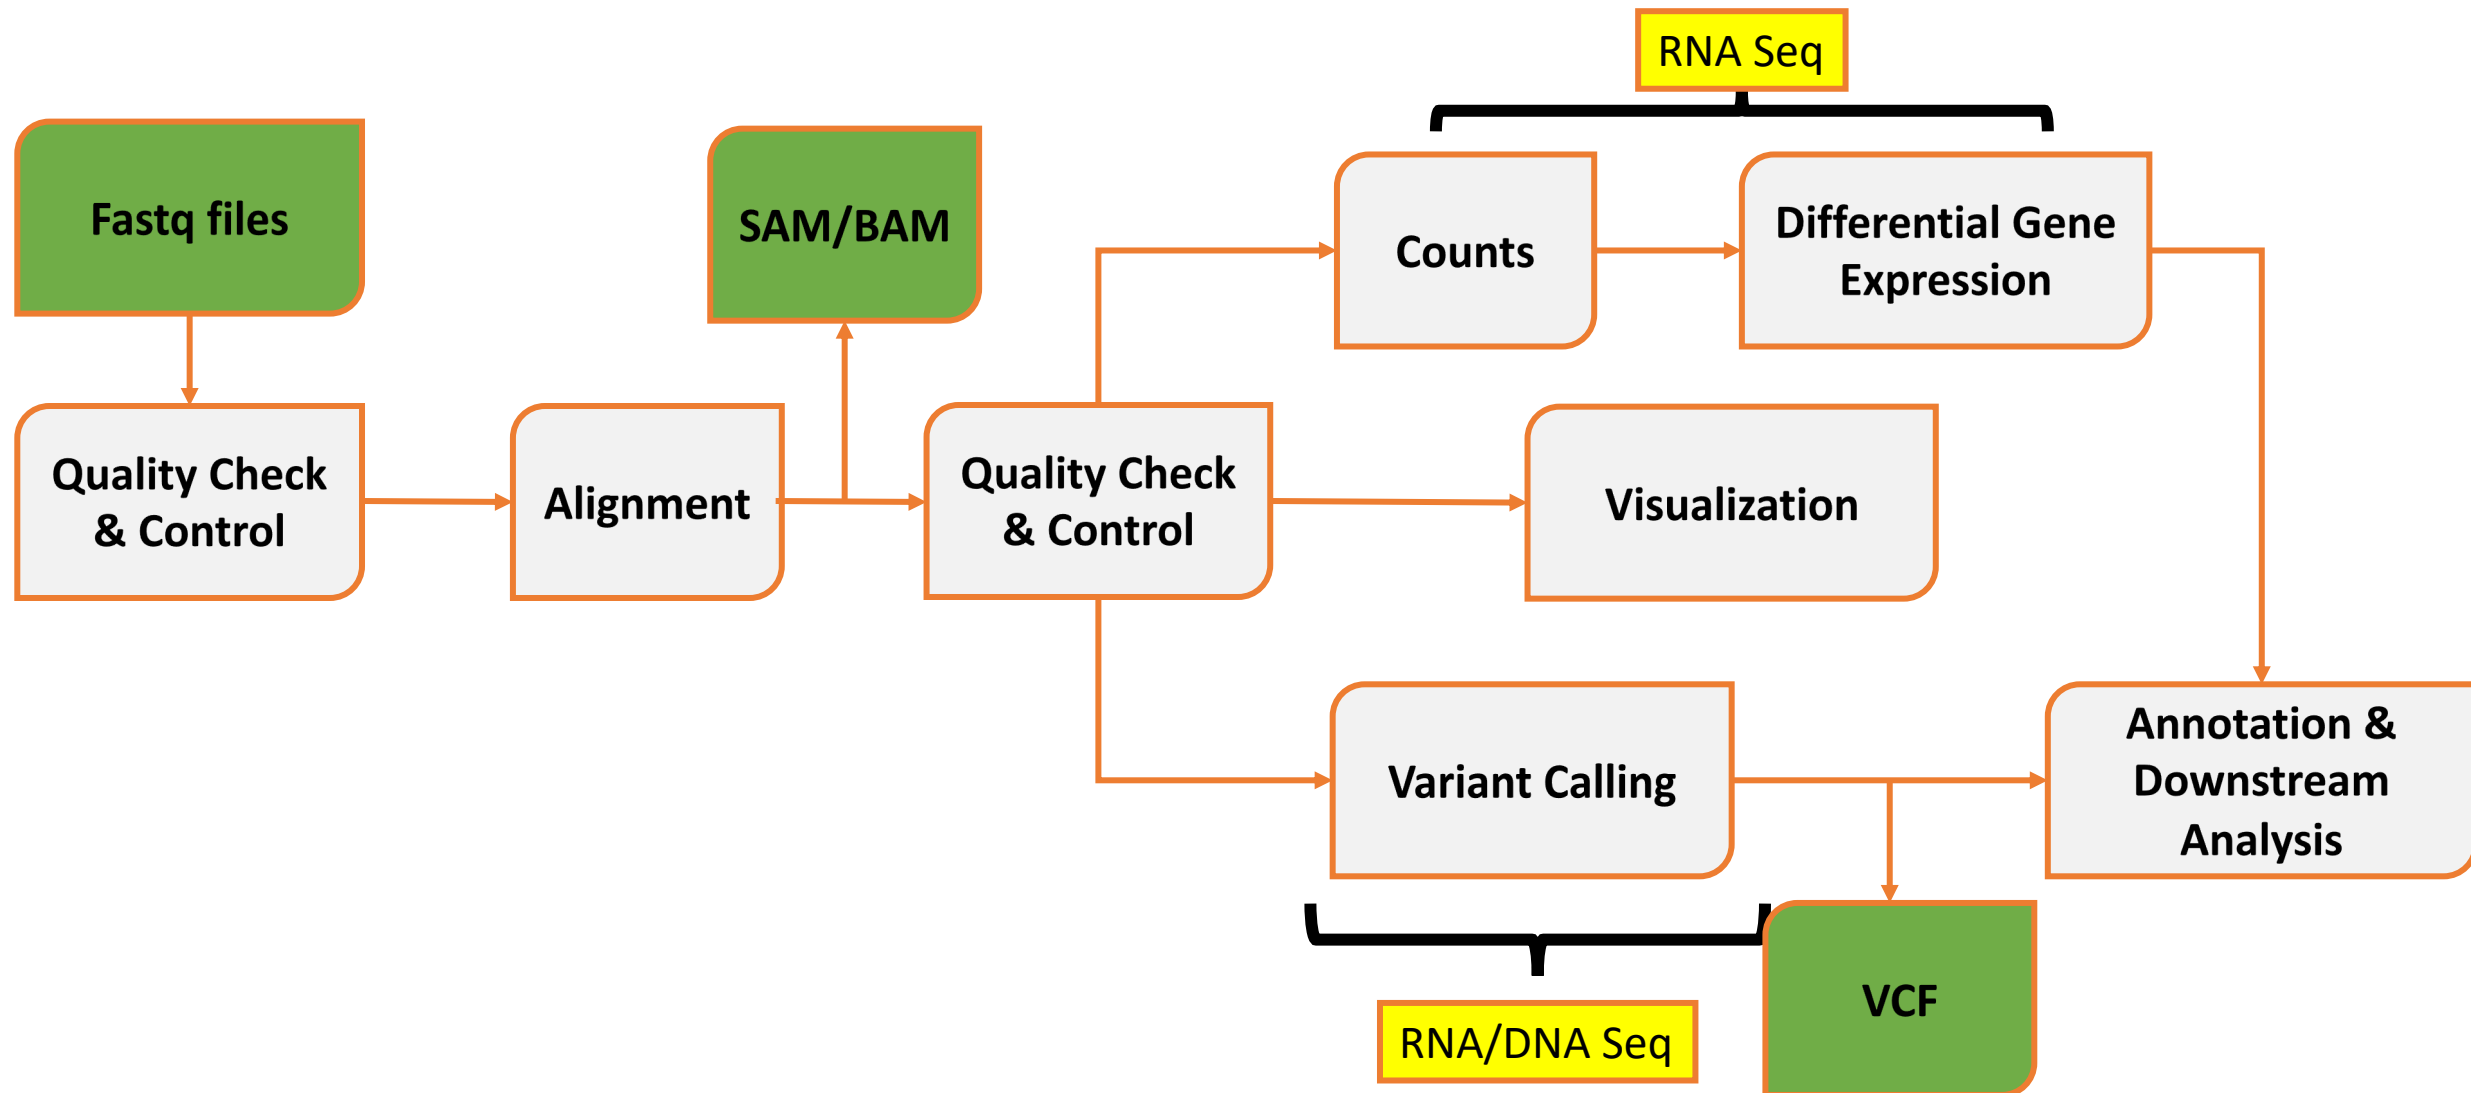 RNA Seq
Fastq files
SAM/BAM
Counts
Differential Gene
Expression
Quality Check
& Control
Alignment
Quality Check
& Control
Visualization
Variant Calling
Annotation &
Downstream
Analysis
RNA/DNA Seq
VCF